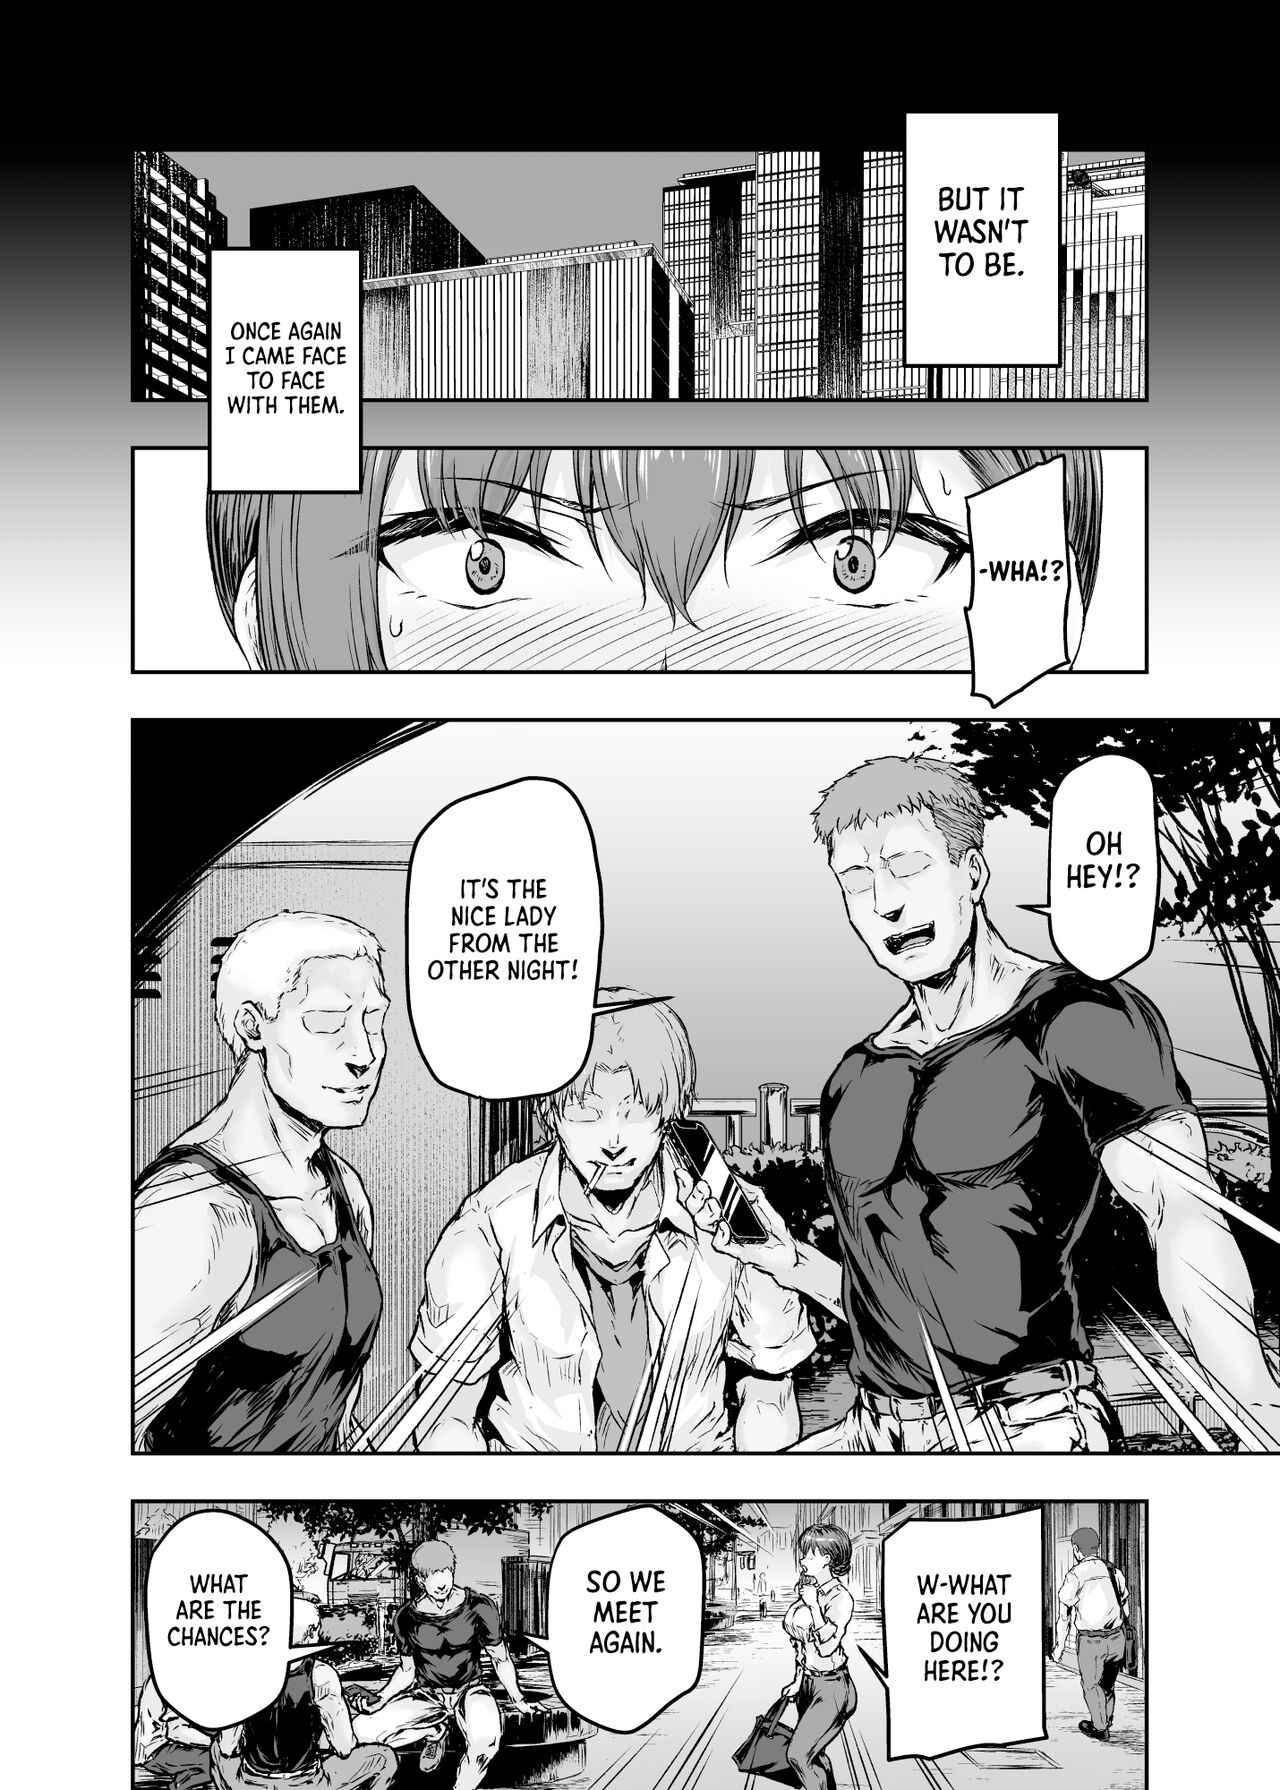 BUT IT
WASN'T
TO BE.
ONCE AGAIN
I CAME FACE
TO FACE
WITH THEM.
-WHA!?
OH
HEY!?
IT'S THE
NICE LADY
FROM THE
OTHER NIGHT!
W-WHAT
ARE YOU
DOING
HERE!?
SO WE
MEET
AGAIN.
WHAT
ARE THE
CHANCES?